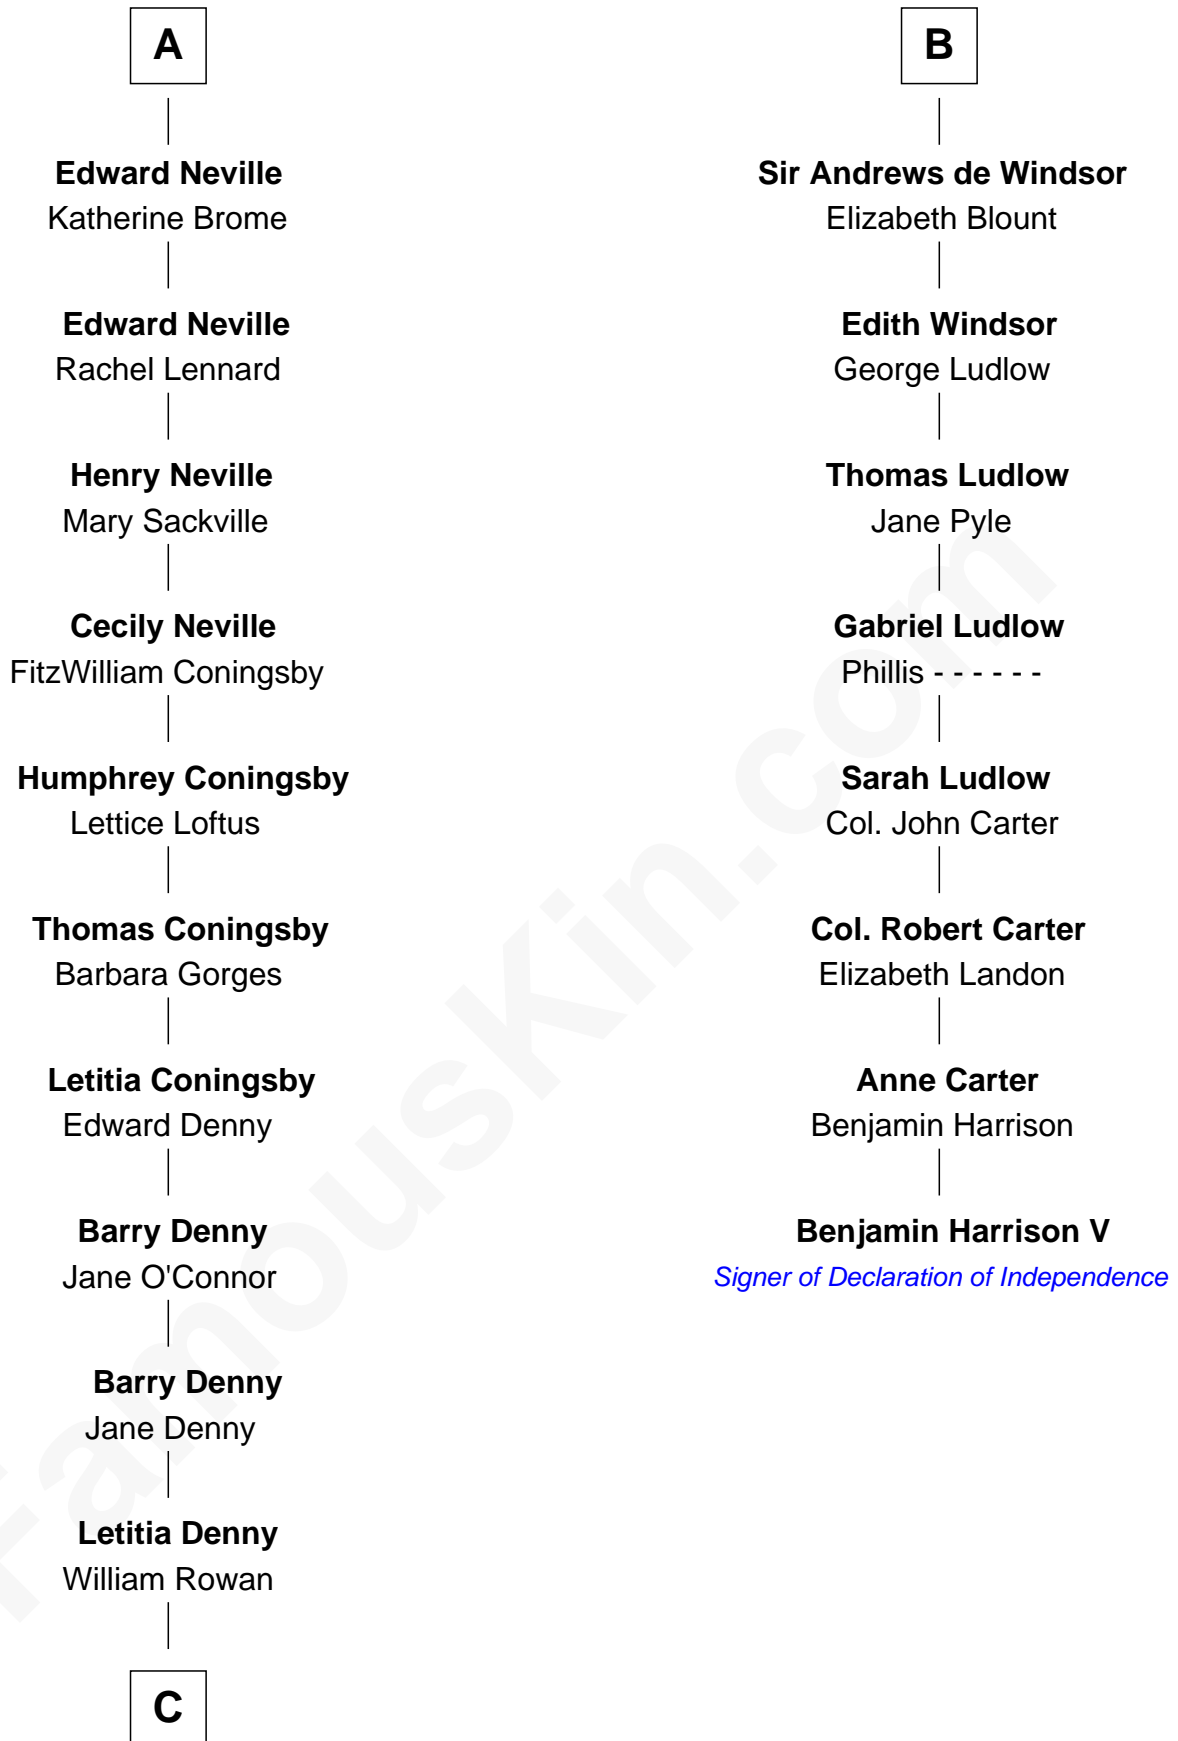 A
Edward Neville
Katherine Brome
Edward Neville
Rachel Lennard
Henry Neville
Mary Sackville
Cecily Neville
FitzWilliam Coningsby
Humphrey Coningsby
Lettice Loftus
Thomas Coningsby
Barbara Gorges
Letitia Coningsby
Edward Denny
Barry Denny
Jane O'Connor
Barry Denny
Jane Denny
Letitia Denny
William Rowan
C
B
Sir Andrews de Windsor
Elizabeth Blount
Edith Windsor
George Ludlow
Thomas Ludlow
Jane Pyle
Gabriel Ludlow
Phillis - - - - - -
Sarah Ludlow
Col. John Carter
Col. Robert Carter
Elizabeth Landon
Anne Carter
Benjamin Harrison
Benjamin Harrison V
Signer of Declaration of Independence
FamousKin.com